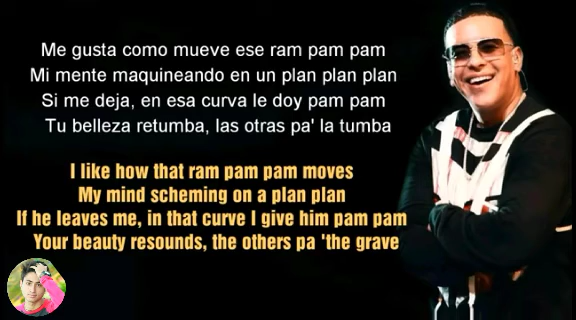 Me gusta como mueve ese ram pam pam
Mi mente maquineando en un plan plan plan
Si me deja, en esa curva le doy pam pam
Tu belleza retumba, las otras pa' la tumba
I like how that ram pam pam moves
My mind scheming on a plan plan
If he leaves me, in that curve I give him pam pam
Your beauty resounds, the others pa 'the grave